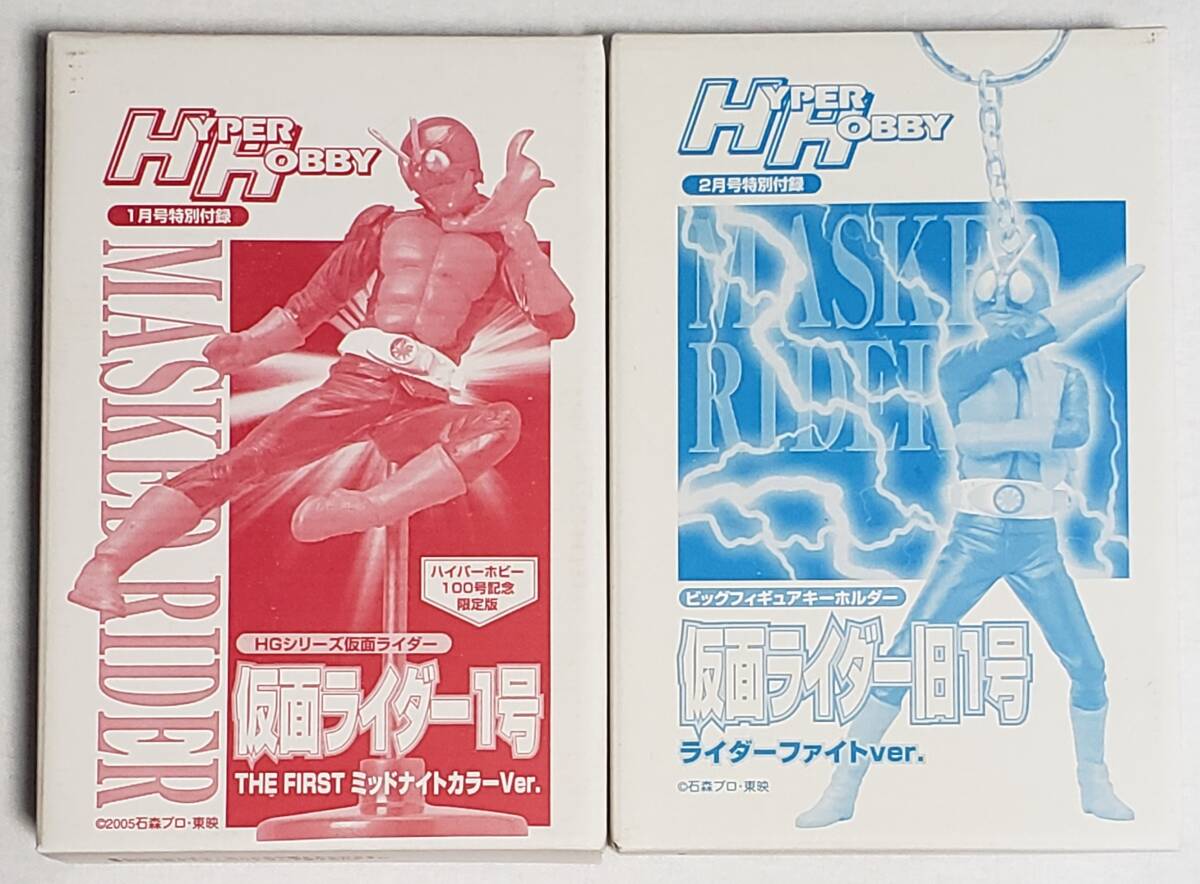 HYPER HOBBY
1月号特別付録
MASKED RIDER
ハイパーホビー
100号記念
限定版
HGシリーズ仮面ライダー
仮面ライダー1号
THE FIRST ミッドナイトカラーVer.
©2005石森プロ・東映
HYPER HOBBY
2月号特別付録
MASKED
RIDER
ビッグフィギュアキーホルダー
仮面ライダー旧1号
ライダーファイトver.
©石森プロ・東映